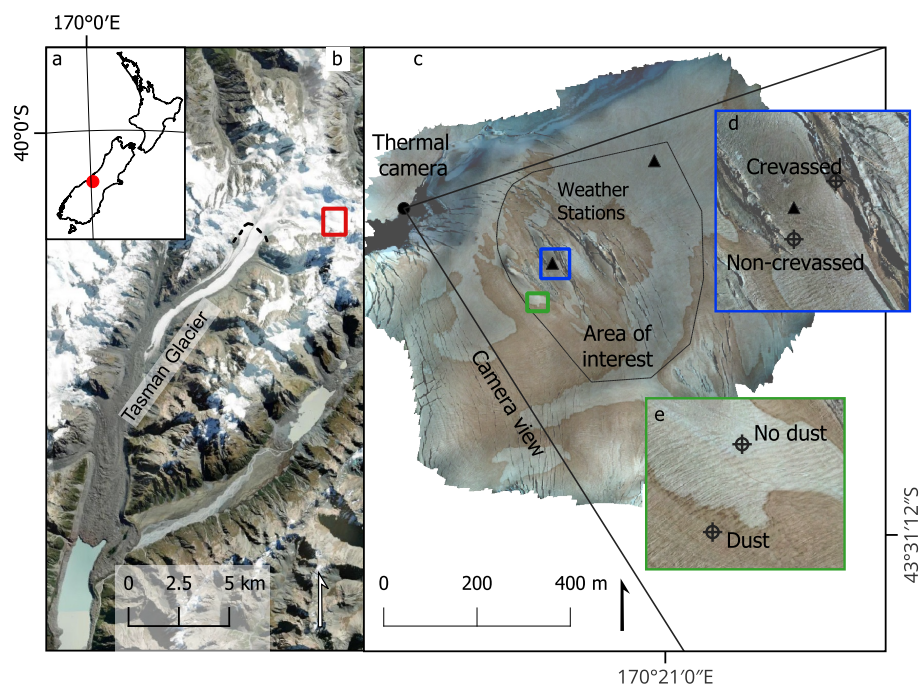 170°0′E
40°0′S
a
b
c
Thermal
camera
Weather
Stations
d
Crevassed
Non-crevassed
Tasman Glacier
Area of
interest
Camera view
e
No dust
Dust
0 2.5 5 km
0 200 400 m
43°31′12″S
170°21′0″E